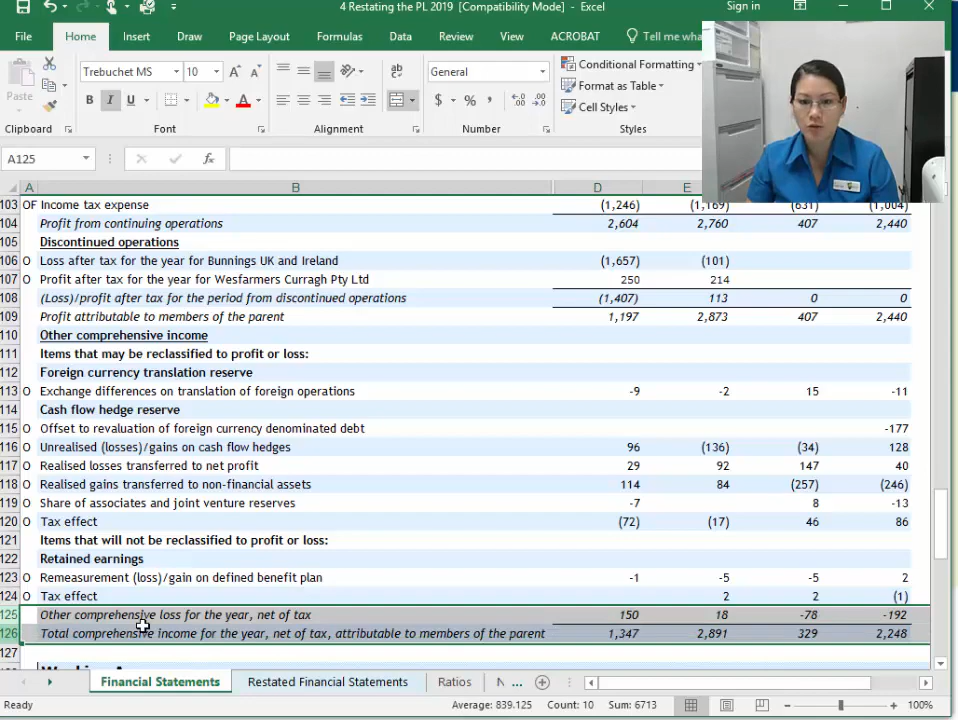 4 Restating the PL 2019 [Compatibility Mode] - Excel
Sign in
File Home Insert Draw Page Layout Formulas Data Review View ACROBAT Tell me
Paste Trebuchet MS 10 A A ab General Conditional Formatting
Format as Table
B I U A $ % , Cell Styles
Clipboard Font Alignment Number Styles
A125 fx
A B D E
103 OF Income tax expense (1,246) (1,169) (631) (1,004)
104 Profit from continuing operations 2,604 2,760 407 2,440
105 Discontinued operations
106 O Loss after tax for the year for Bunnings UK and Ireland (1,657) (101)
107 O Profit after tax for the year for Wesfarmers Curragh Pty Ltd 250 214
108 (Loss)/profit after tax for the period from discontinued operations (1,407) 113 0 0
109 Profit attributable to members of the parent 1,197 2,873 407 2,440
110 Other comprehensive income
111 Items that may be reclassified to profit or loss:
112 Foreign currency translation reserve
113 O Exchange differences on translation of foreign operations -9 -2 15 -11
114 Cash flow hedge reserve
115 O Offset to revaluation of foreign currency denominated debt -177
116 O Unrealised (losses)/gains on cash flow hedges 96 (136) (34) 128
117 O Realised losses transferred to net profit 29 92 147 40
118 O Realised gains transferred to non-financial assets 114 84 (257) (246)
119 O Share of associates and joint venture reserves -7 8 -13
120 O Tax effect (72) (17) 46 86
121 Items that will not be reclassified to profit or loss:
122 Retained earnings
123 O Remeasurement (loss)/gain on defined benefit plan -1 -5 -5 2
124 O Tax effect 2 2 (1)
125 Other comprehensive loss for the year, net of tax 150 18 -78 -192
126 Total comprehensive income for the year, net of tax, attributable to members of the parent 1,347 2,891 329 2,248
127
Financial Statements Restated Financial Statements Ratios N ...
Ready Average: 839.125 Count: 10 Sum: 6713 100%